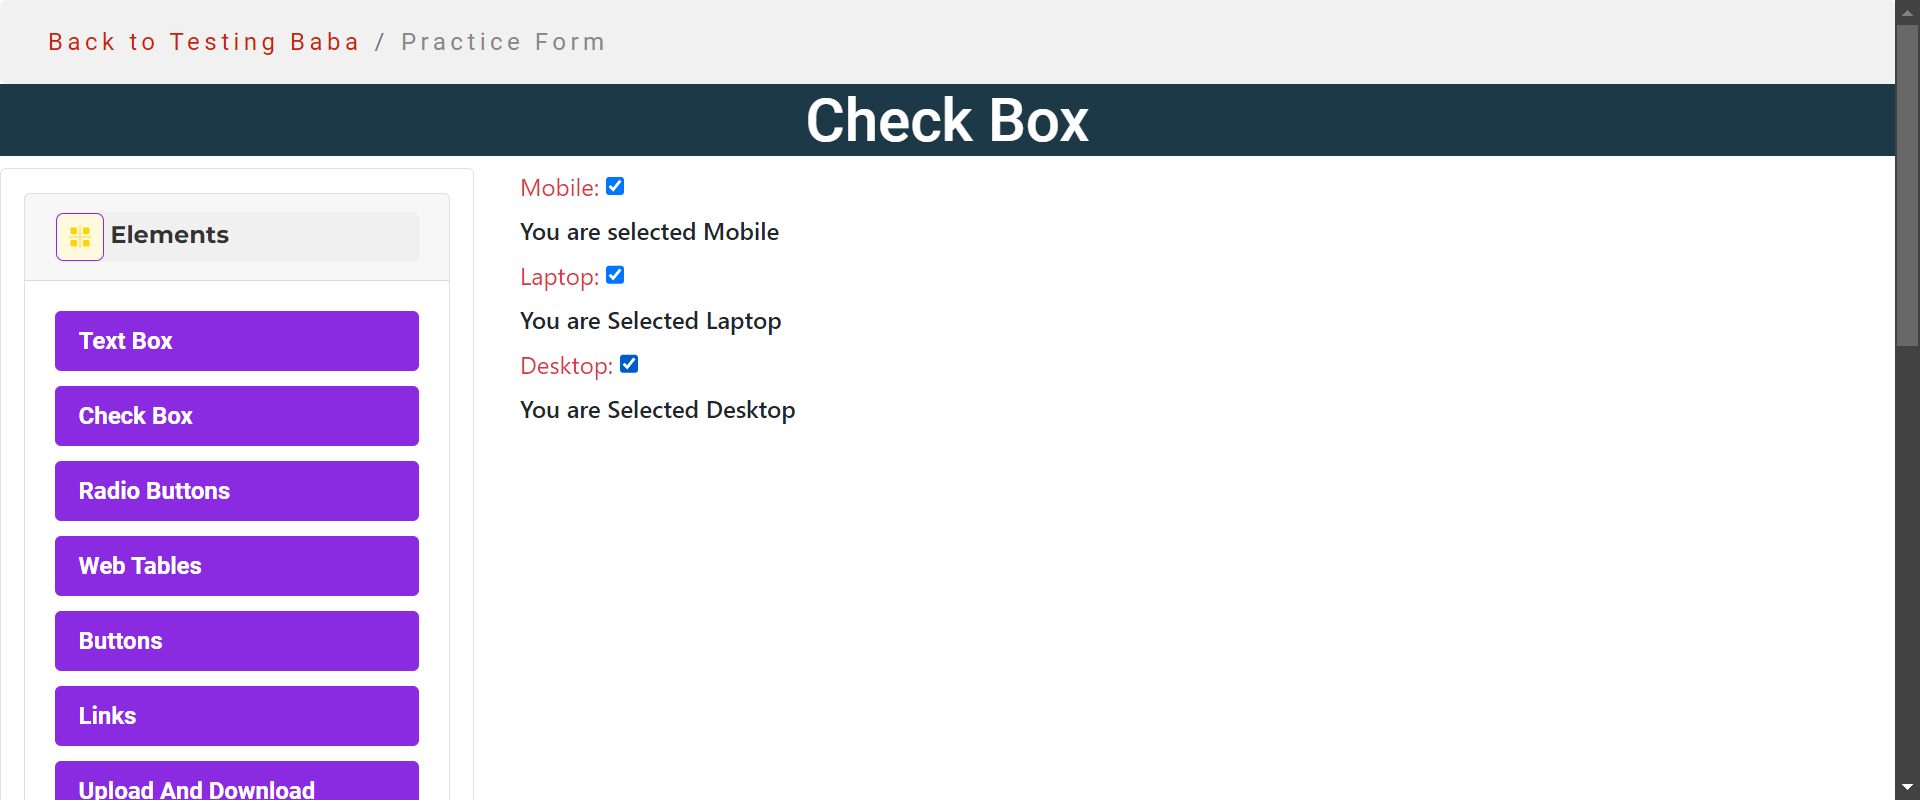 Back to Testing Baba / Practice Form
Check Box
Elements
Text Box
Check Box
Radio Buttons
Web Tables
Buttons
Links
Upload And Download
Mobile:
You are selected Mobile
Laptop:
You are Selected Laptop
Desktop:
You are Selected Desktop